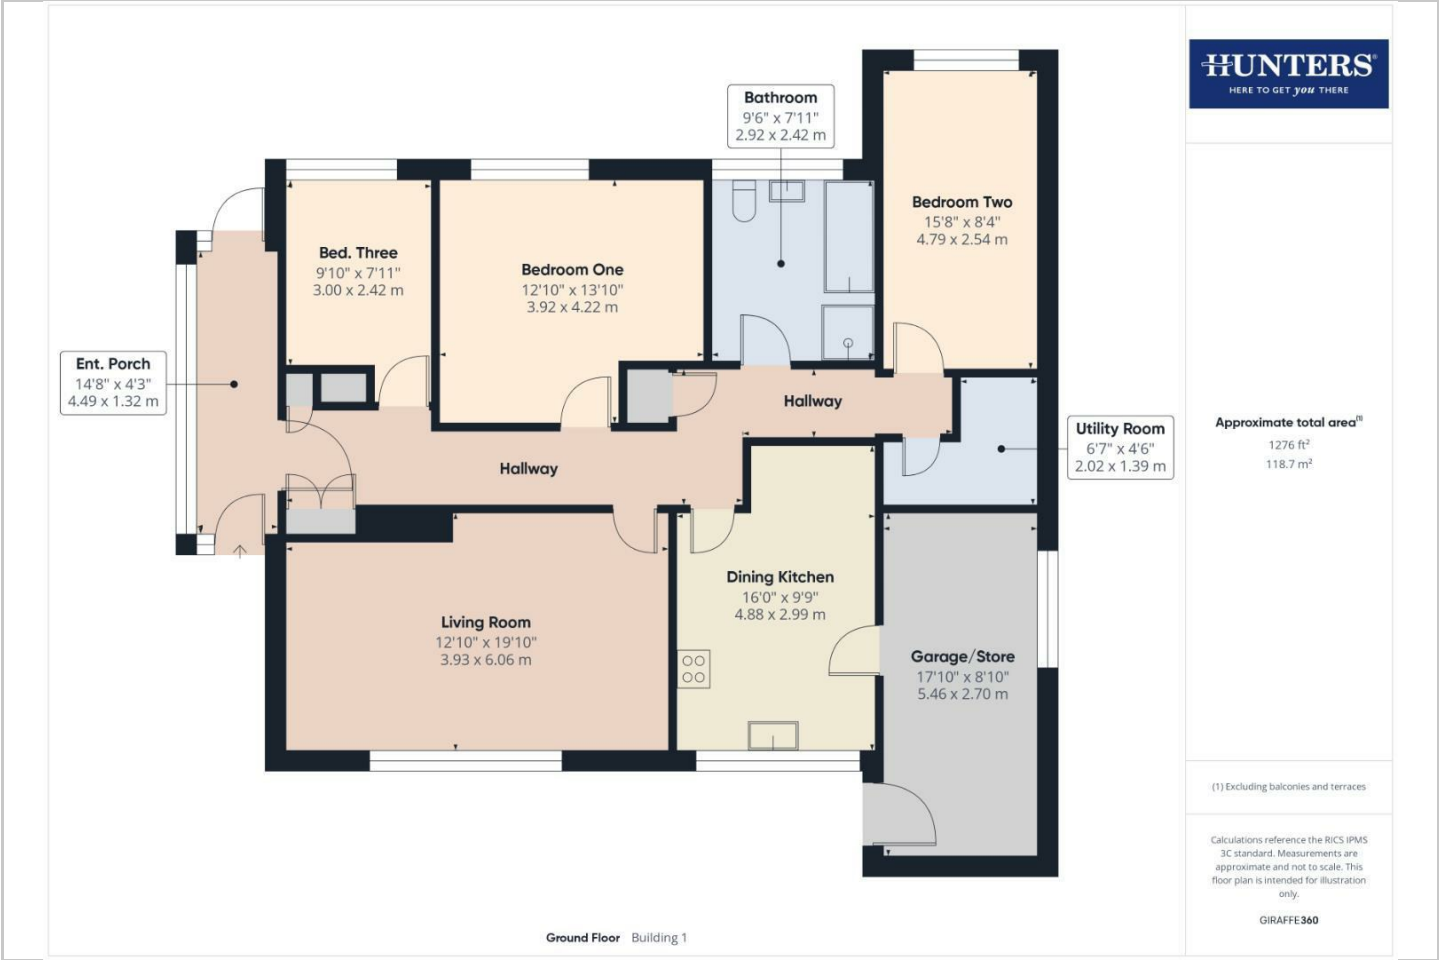 HUNTERS®
HERE TO GET you THERE
Bathroom
9'6" x 7'11"
2.92 x 2.42 m
Bedroom Two
15'8" x 8'4"
4.79 x 2.54 m
Bed. Three
9'10" x 7'11"
3.00 x 2.42 m
Bedroom One
12'10" x 13'10"
3.92 x 4.22 m
Ent. Porch
14'8" x 4'3"
4.49 x 1.32 m
Hallway
Utility Room
6'7" x 4'6"
2.02 x 1.39 m
Hallway
Dining Kitchen
16'0" x 9'9"
4.88 x 2.99 m
Living Room
12'10" x 19'10"
3.93 x 6.06 m
Garage/Store
17'10" x 8'10"
5.46 x 2.70 m
Approximate total area(1)
1276 ft²
118.7 m²
(1) Excluding balconies and terraces
Calculations reference the RICS IPMS
3C standard. Measurements are
approximate and not to scale. This
floor plan is intended for illustration
only.
GIRAFFE360
Ground Floor Building 1